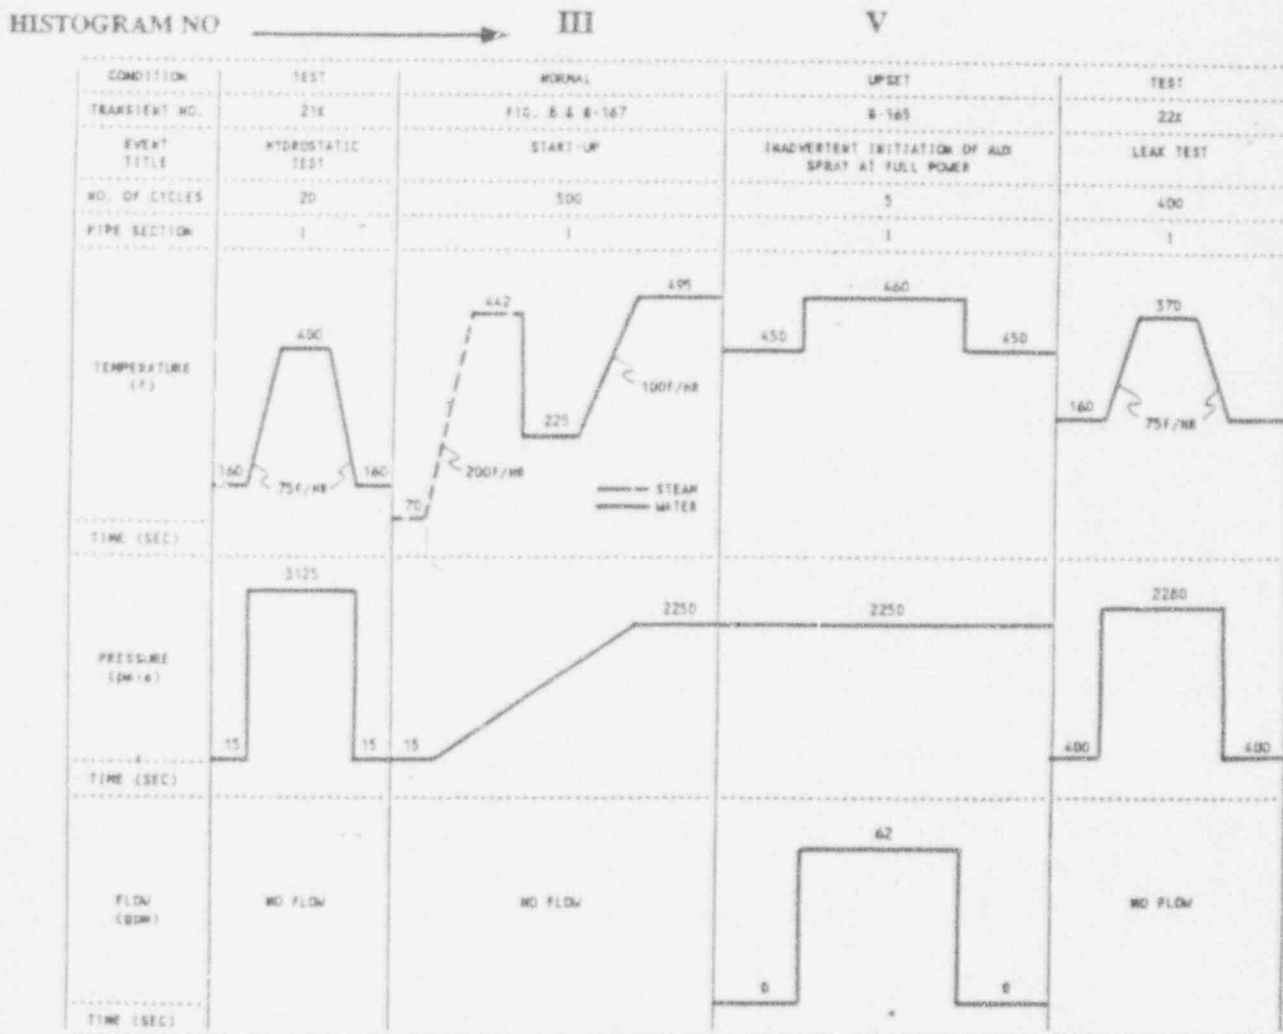 HISTOGRAM NO III V
CONDITION TEST NORMAL UPSET TEST
TRANSIENT NO. 21X FIG. 8 & 8-167 8-165 22X
EVENT TITLE HYDROSTATIC TEST START-UP INADVERTENT INITIATION OF AUX SPRAY AT FULL POWER LEAK TEST
NO. OF CYCLES 20 500 5 400
PIPE SECTION 1 1 1 1
TEMPERATURE (F)
160 400 160
75F/HR
70 442 225 495
200F/HR
100F/HR
STEAM
WATER
450 460 450
160 370
75F/HR
TIME (SEC)
PRESSURE (psia)
15 3125 15
15 2250
2250
400 2280 400
TIME (SEC)
FLOW (gpm)
NO FLOW
NO FLOW
0 62 0
NO FLOW
TIME (SEC)